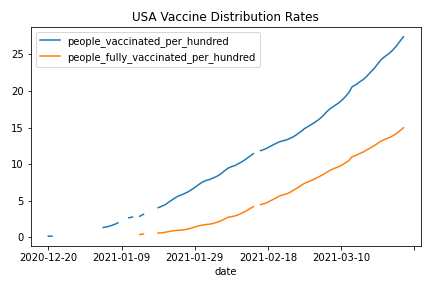 USA Vaccine Distribution Rates
people_vaccinated_per_hundred
people_fully_vaccinated_per_hundred
25
20
15
10
5
0
2020-12-20 2021-01-09 2021-01-29 2021-02-18 2021-03-10
date